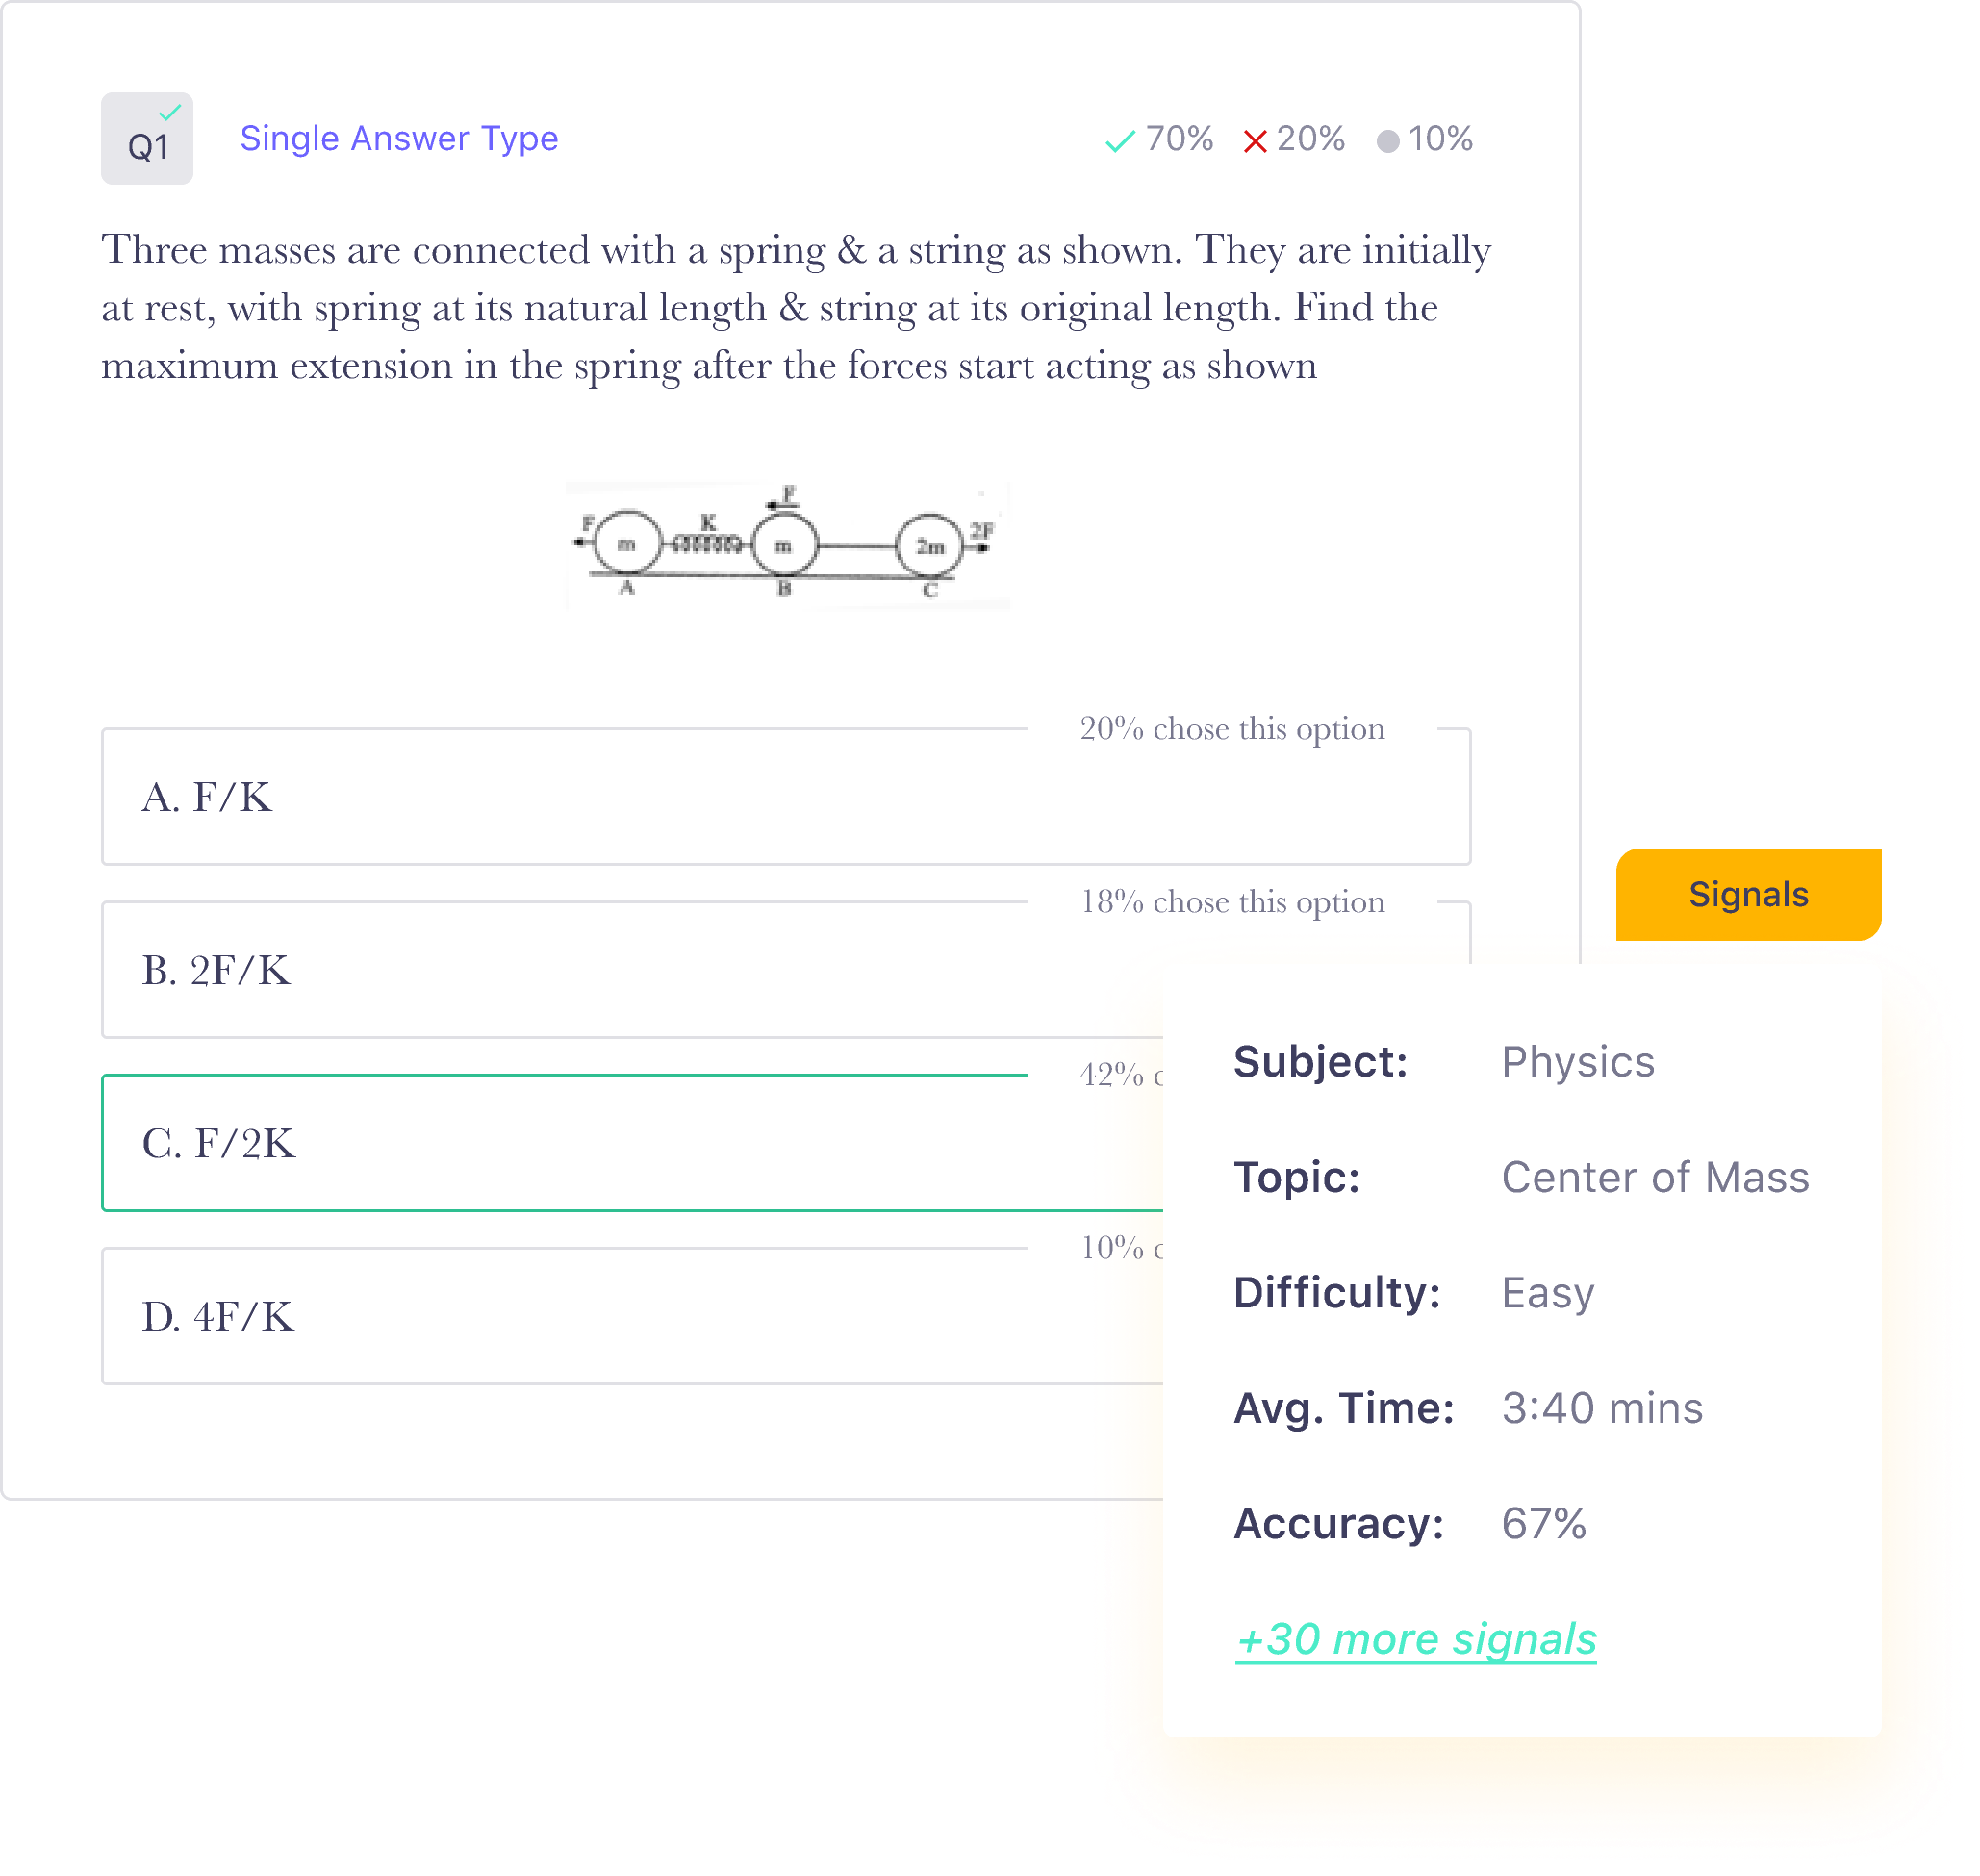 Q1
Single Answer Type
70% 20% 10%
Three masses are connected with a spring & a string as shown. They are initially
at rest, with spring at its natural length & string at its original length. Find the
maximum extension in the spring after the forces start acting as shown
F
F K 2F
m m 2m
A B C
20% chose this option
A. F/K
18% chose this option
B. 2F/K
42%
C. F/2K
10%
D. 4F/K
Signals
Subject: Physics
Topic: Center of Mass
Difficulty: Easy
Avg. Time: 3:40 mins
Accuracy: 67%
+30 more signals